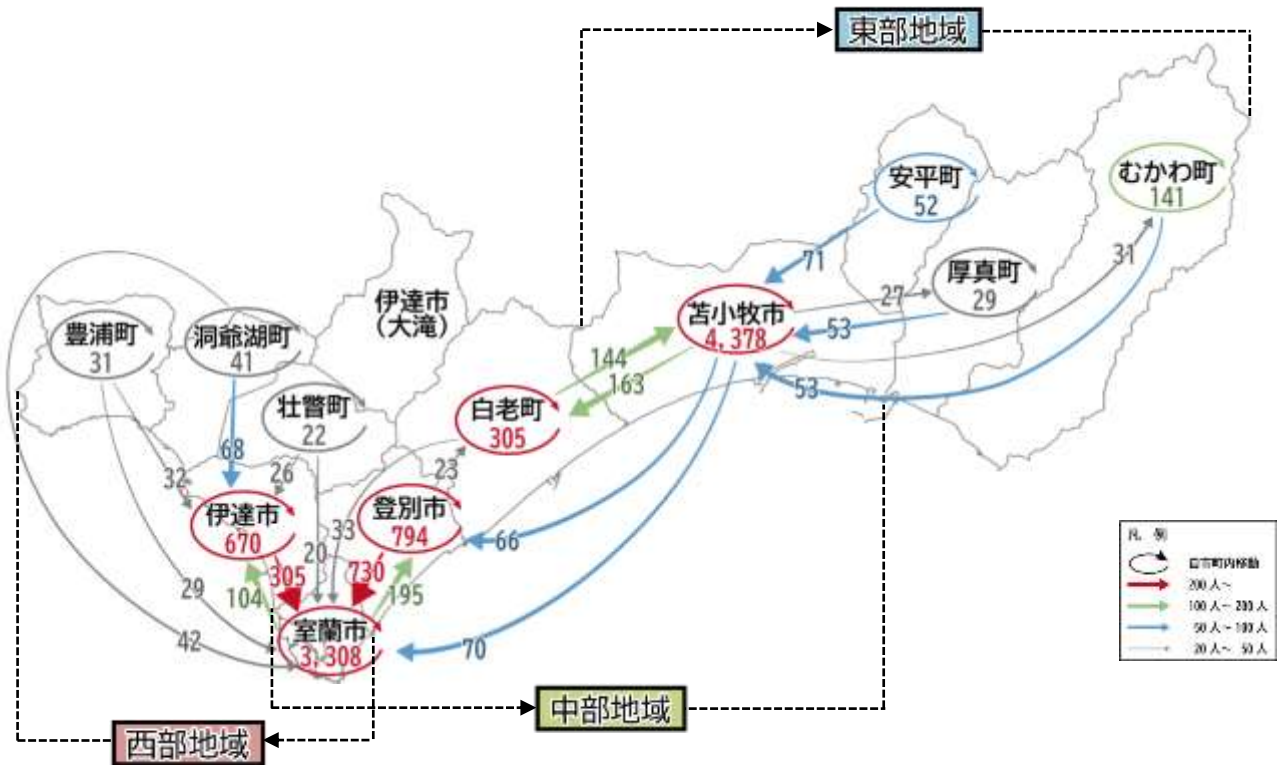 東部地域
安平町
52
むかわ町
141
71
31
厚真町
29
27
伊達市
(大滝)
苫小牧市
4,378
53
豊浦町
31
洞爺湖町
41
144
163
53
壮瞥町
22
白老町
305
68
32
26
23
伊達市
670
登別市
794
33
20
66
305
730
29
104
195
室蘭市
3,308
42
70
凡 例
自市町内移動
200人~
100人~200人
50人~100人
20人~ 50人
中部地域
西部地域